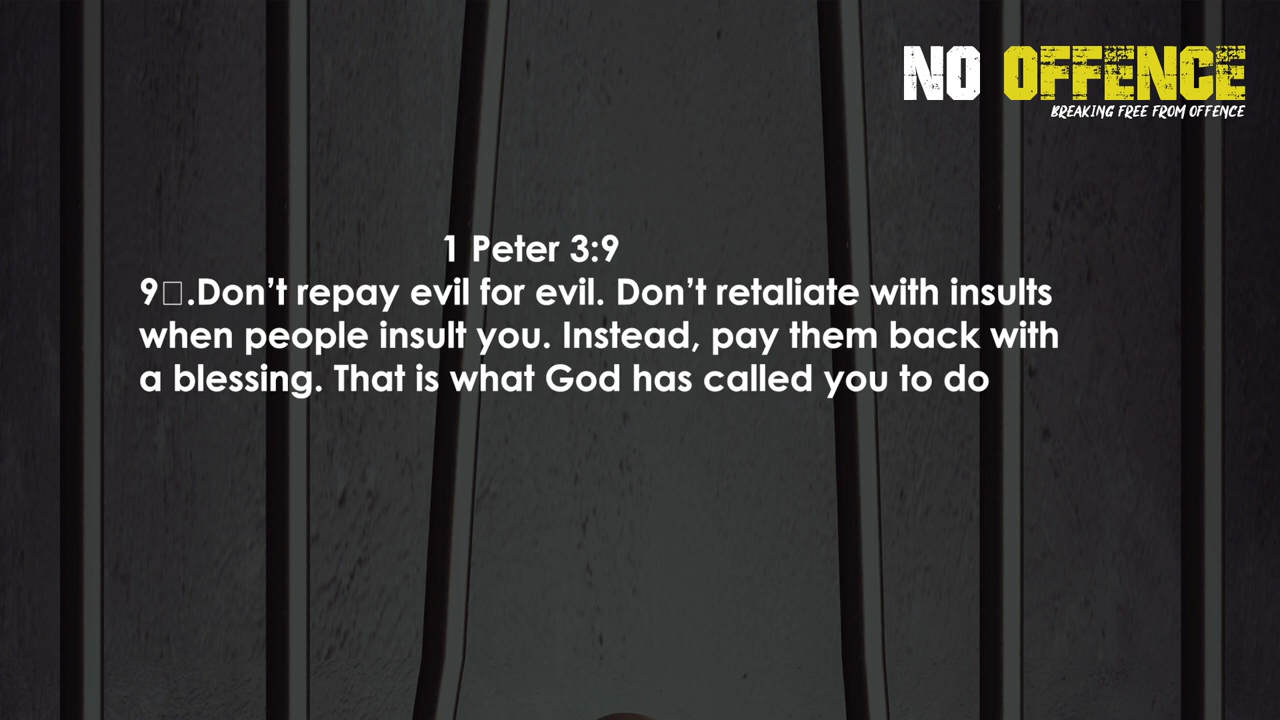 NO OFFENCE
BREAKING FREE FROM OFFENCE
1 Peter 3:9
9□.Don’t repay evil for evil. Don’t retaliate with insults
when people insult you. Instead, pay them back with
a blessing. That is what God has called you to do